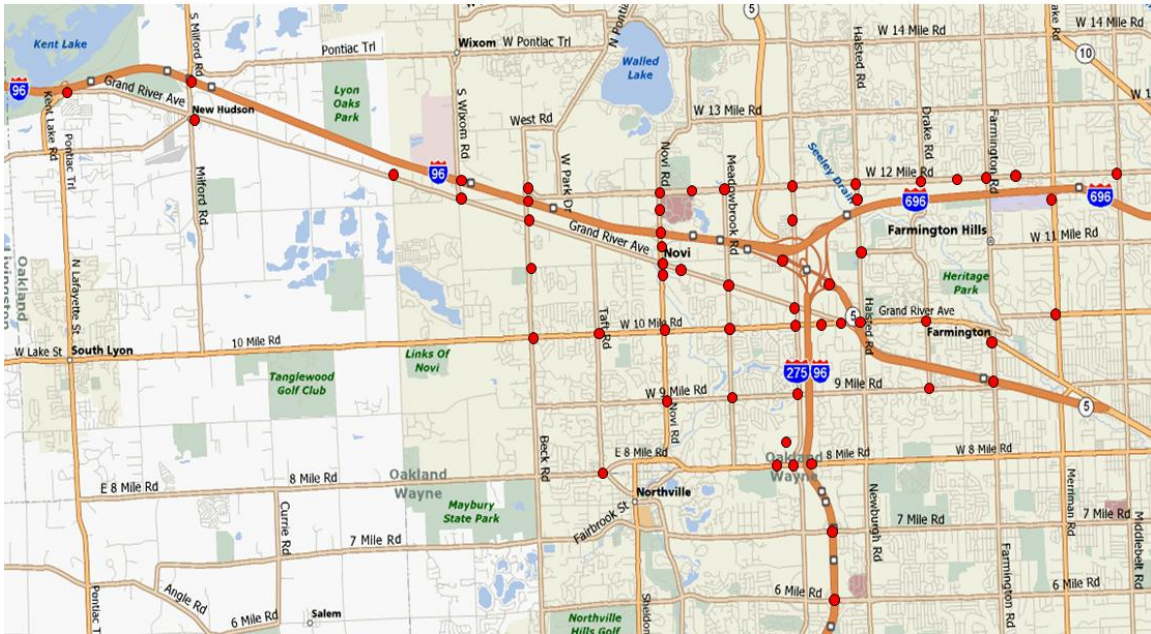 5
Lake Rd
W 14 Mile Rd
W 14 Mile Rd
Kent Lake
S Milford Rd
N Pontic
Halsted Rd
Pontiac Trl
Wixom
W Pontiac Trl
10
Walled
Lake
96
Grand River Ave
Lyon
Oaks
Park
S Wixom Rd
W 13 Mile Rd
W 1
Kent Lake Rd
New Hudson
West Rd
Drake Rd
Farmington Rd
Pontiac Trl
Milford Rd
96
W Park Dr
Novi Rd
Meadowbrook Rd
Seeley Drain
W 12 Mile Rd
696
696
Grand River Ave
Farmington Hills
W 11 Mile Rd
Oakland
Livingston
N Lafayette St
Novi
Heritage
Park
Taft Rd
5
Halsted Rd
Grand River Ave
W 10 Mile Rd
Farmington
W Lake St
South Lyon
10 Mile Rd
Links Of
Novi
275
96
Tanglewood
Golf Club
W 9 Mile Rd
9 Mile Rd
5
Novi Rd
Beck Rd
E 8 Mile Rd
8 Mile Rd
W 8 Mile Rd
Oakland
Wayne
Oakland
Wayne
E 8 Mile Rd
8 Mile Rd
Northville
Newburgh Rd
Merriman Rd
Maybury
State Park
Currie Rd
Fairbrook St
7 Mile Rd
7 Mile Rd
7 Mile Rd
Middlebelt Rd
Farmington Rd
Pontiac T
Angle Rd
6 Mile Rd
6 Mile Rd
6 Mile Rd
Salem
Northville
Hills Golf
Sheldon